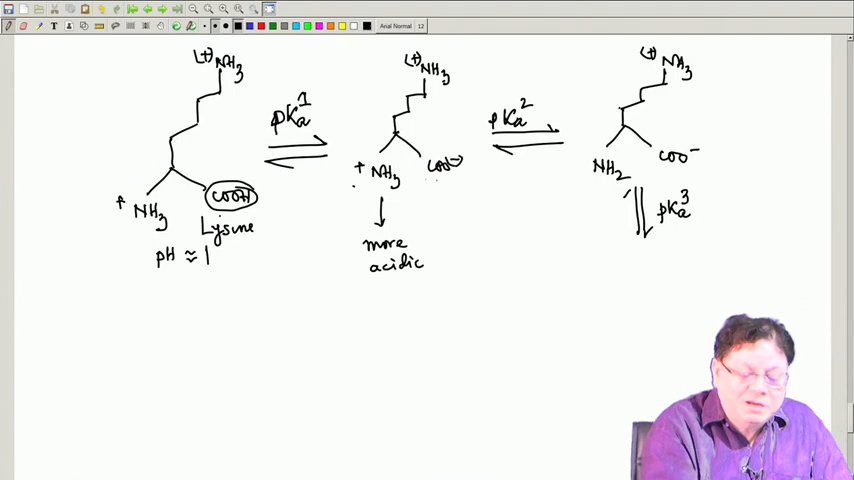 Arial Normal 12
(+) NH3 (+) NH3 (+) NH3
pKa1 pKa2
+ NH3 COOH + NH3 COO⊖ NH2 COO−
Lysine
pH ≈ 1
more
acidic
pKa3